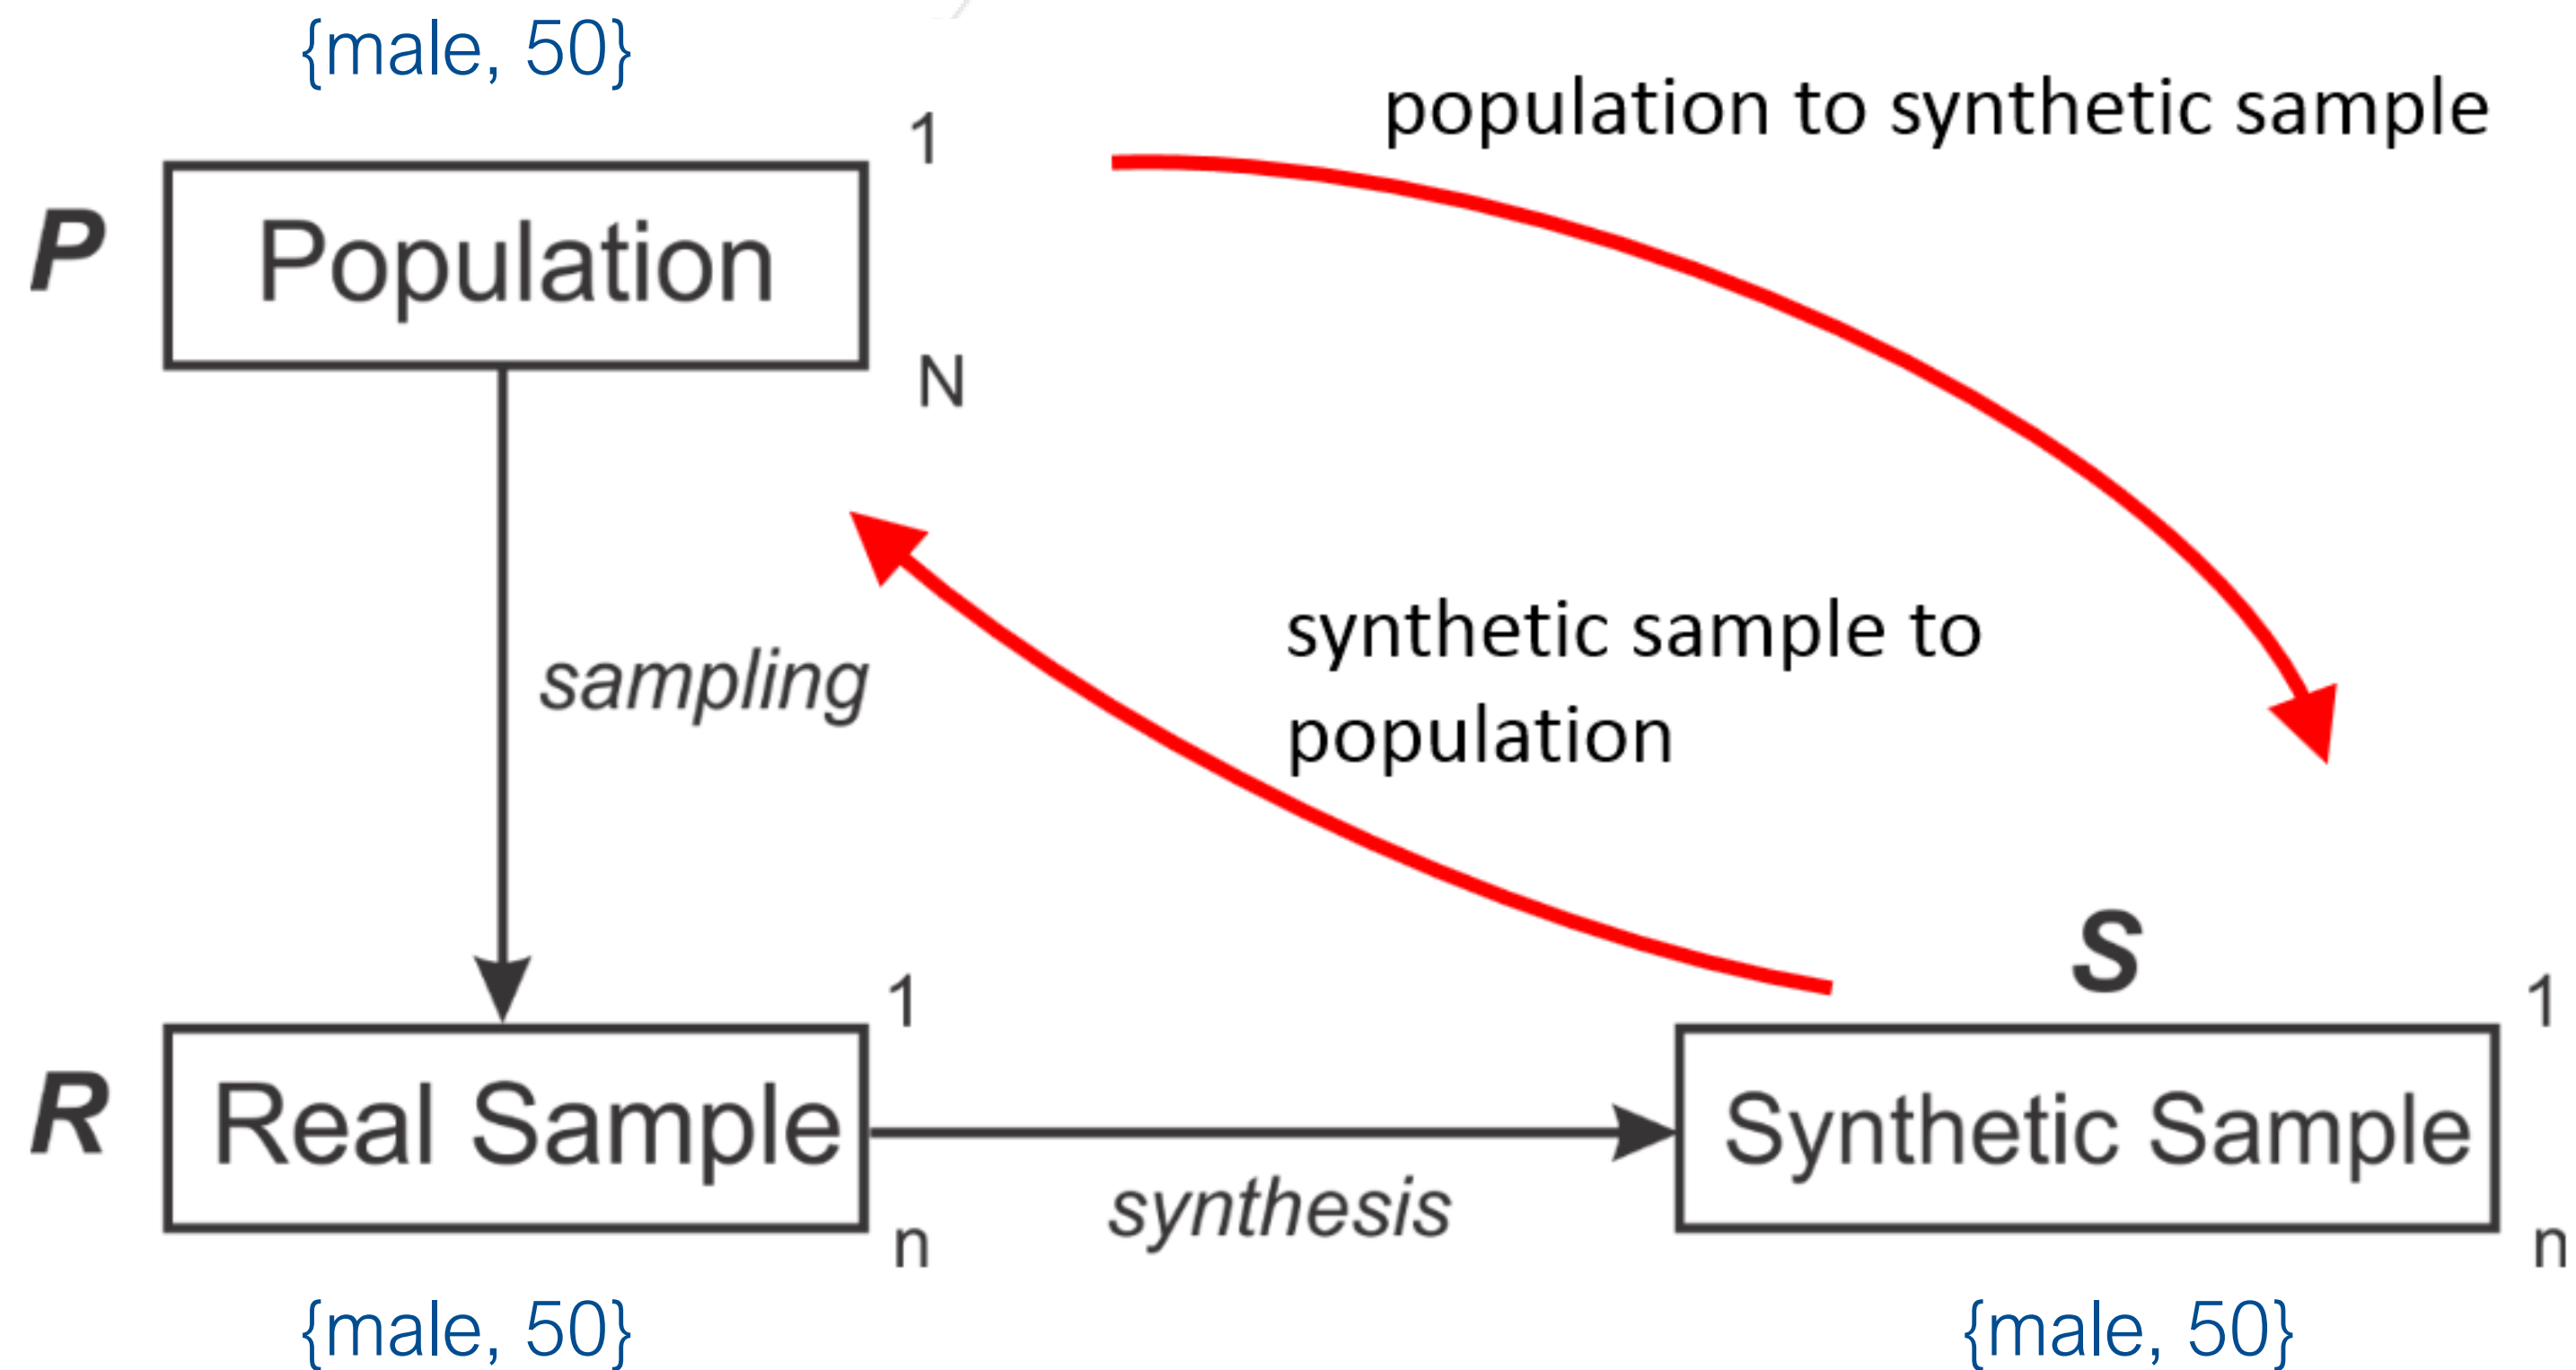 {male, 50}
population to synthetic sample
1
P
Population
N
synthetic sample to
population
sampling
S
1
1
R
Real Sample
Synthetic Sample
synthesis
n
n
{male, 50}
{male, 50}